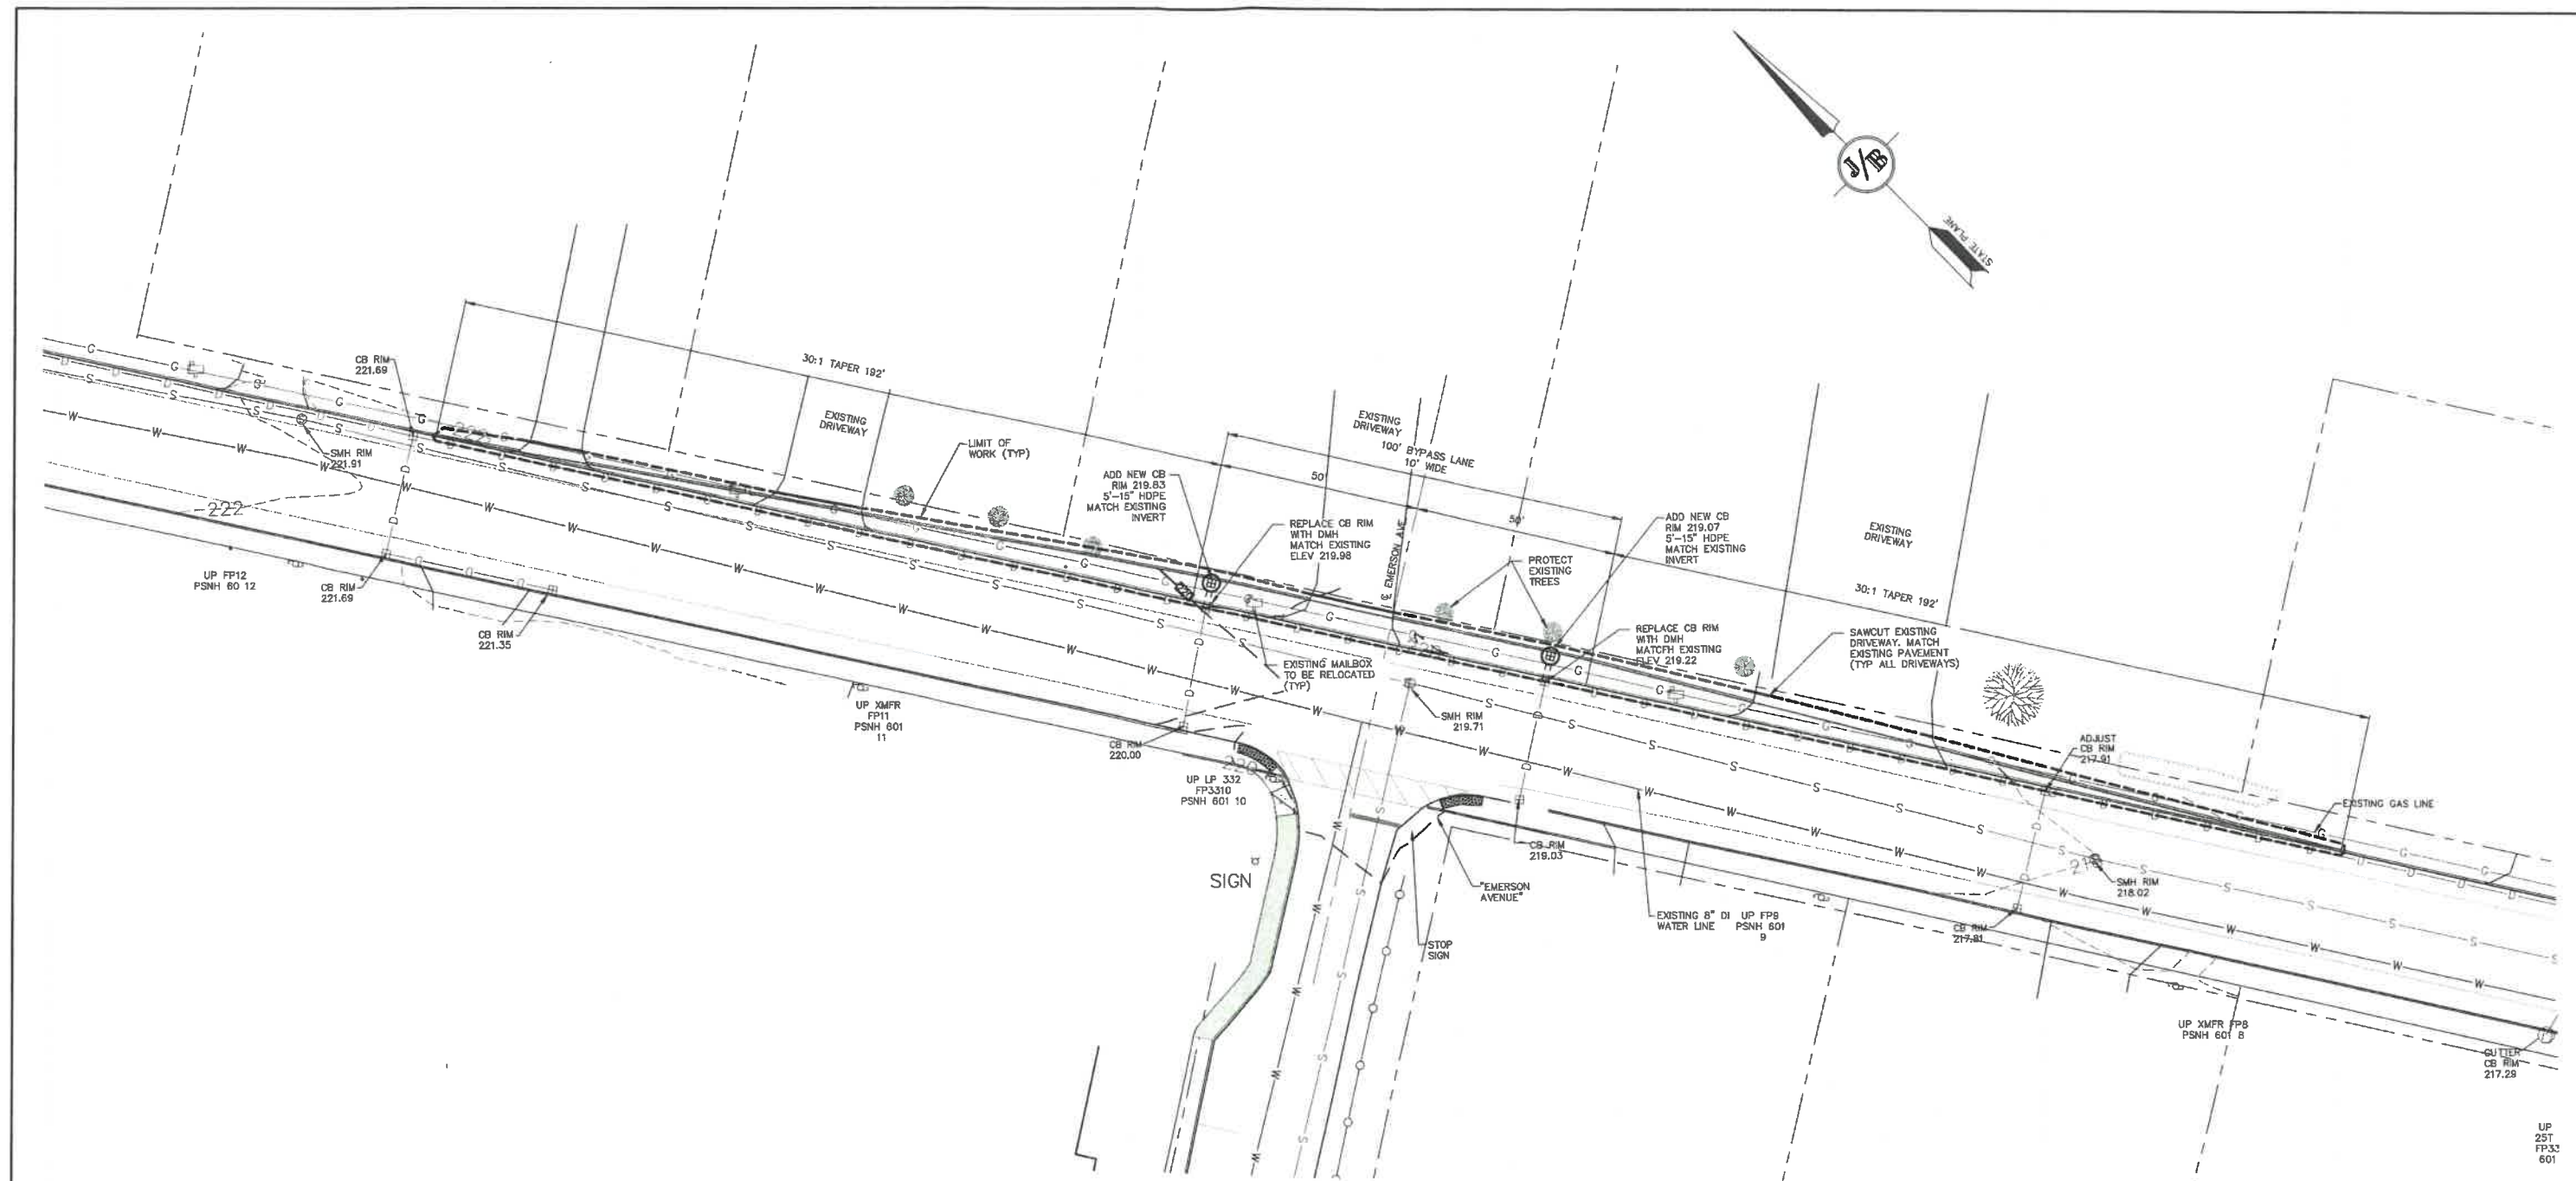 J/B
STATE PLANE
CB RIM
221.69
30:1 TAPER 192'
EXISTING
DRIVEWAY
LIMIT OF
WORK (TYP)
SMH RIM
221.91
222
222
UP FP12
PSNH 60 12
CB RIM
221.69
CB RIM
221.35
ADD NEW CB
RIM 219.83
5'-15" HDPE
MATCH EXISTING
INVERT
EXISTING
DRIVEWAY
100' BYPASS LANE
10' WIDE
50'
50'
REPLACE CB RIM
WITH DMH
MATCH EXISTING
ELEV 219.98
℄ EMERSON AVE
PROTECT
EXISTING
TREES
ADD NEW CB
RIM 219.07
5'-15" HDPE
MATCH EXISTING
INVERT
EXISTING
DRIVEWAY
30:1 TAPER 192'
REPLACE CB RIM
WITH DMH
MATCFH EXISTING
ELEV 219.22
SAWCUT EXISTING
DRIVEWAY. MATCH
EXISTING PAVEMENT
(TYP ALL DRIVEWAYS)
EXISTING MAILBOX
TO BE RELOCATED
(TYP)
UP XMFR
FP11
PSNH 601
11
SMH RIM
219.71
CB RIM
220.00
220
UP LP 332
FP3310
PSNH 601 10
ADJUST
CB RIM
217.91
EXISTING GAS LINE
SIGN
CB RIM
219.03
"EMERSON
AVENUE"
STOP
SIGN
EXISTING 8" DI
WATER LINE
UP FP9
PSNH 601
9
SMH RIM
218.02
CB RIM
217.81
UP XMFR FP8
PSNH 601 8
GUTTER
CB RIM
217.29
UP
25T
FP33
601